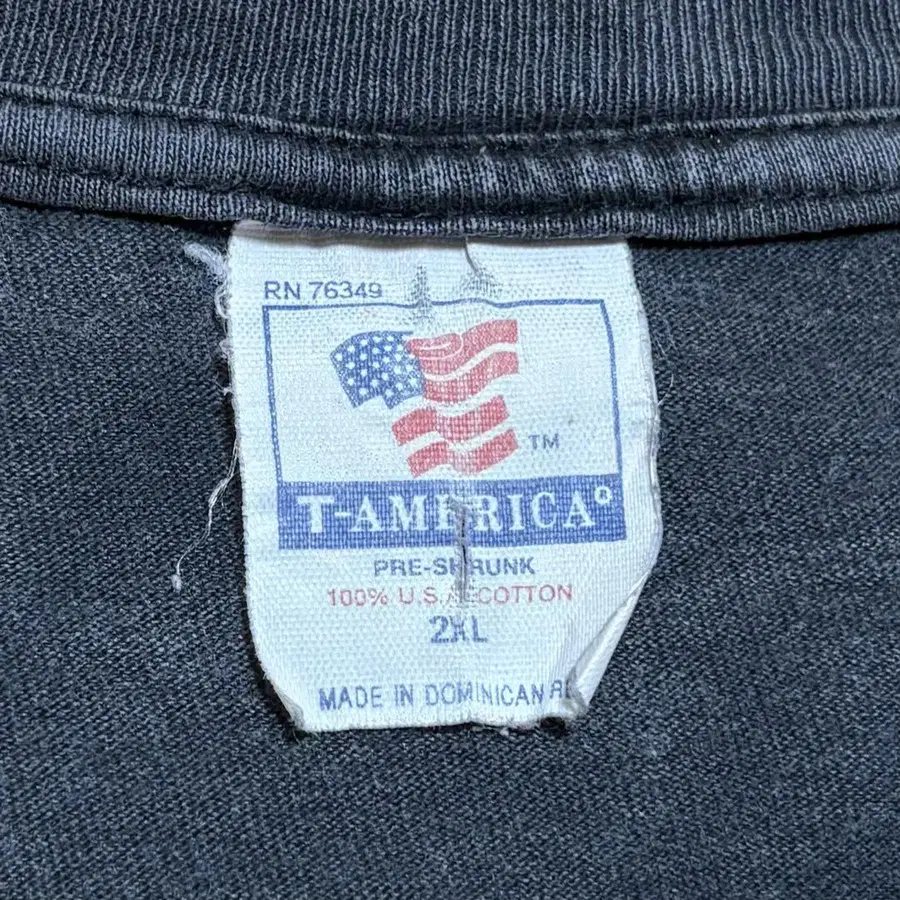 RN 76349
TM
T-AMERICA®
PRE-SHRUNK
100% U.S.A. COTTON
2XL
MADE IN DOMINICAN